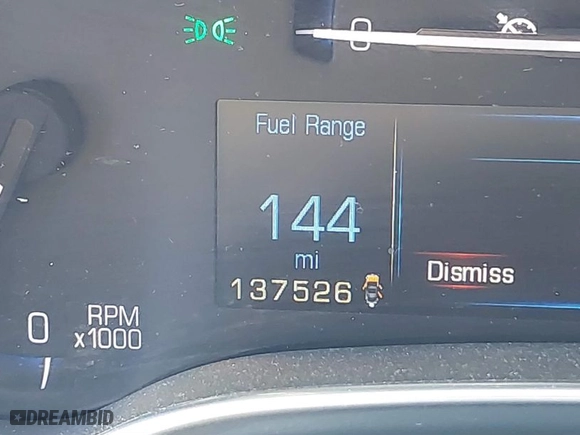 0
Fuel Range
144
mi
137526
Dismiss
0
RPM
x1000
DREAMBID